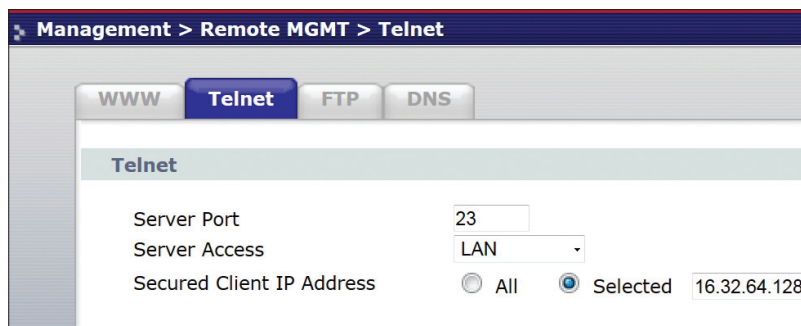 Management > Remote MGMT > Telnet
WWW Telnet FTP DNS
Telnet
Server Port 23
Server Access LAN
Secured Client IP Address All Selected 16.32.64.128